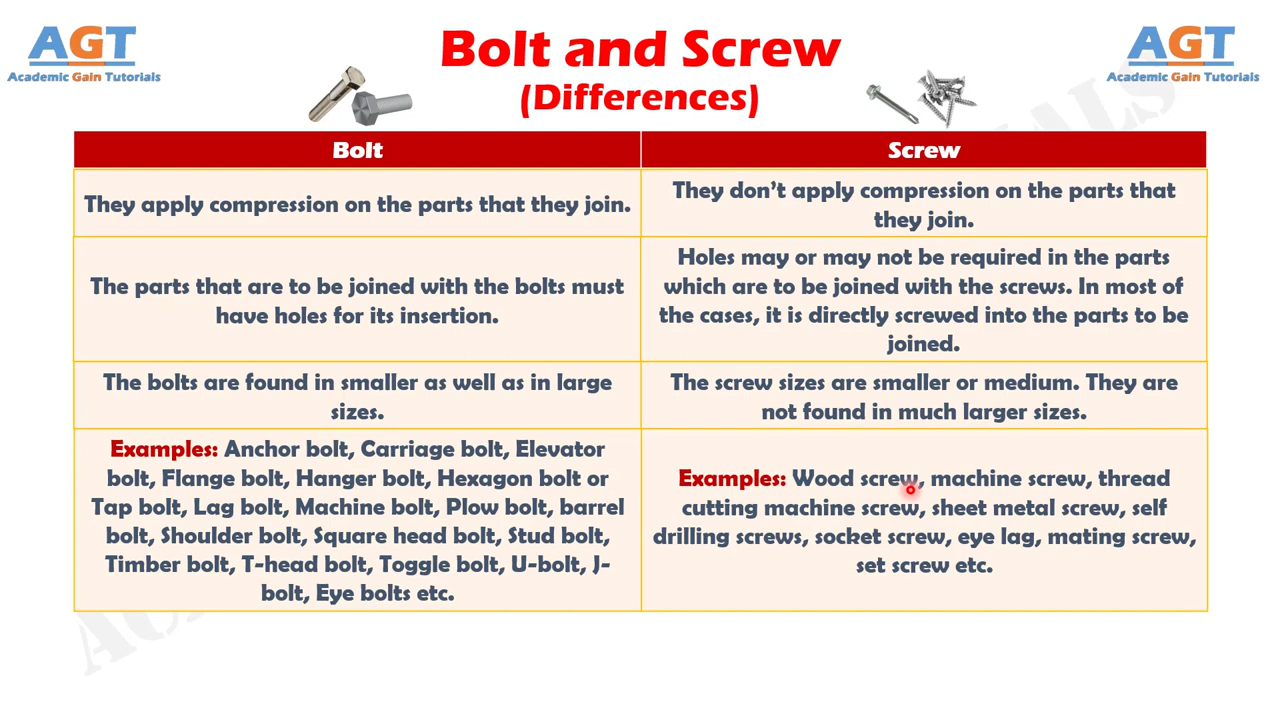 AGT
Academic Gain Tutorials
Bolt and Screw
(Differences)
AGT
Academic Gain Tutorials
Bolt
Screw
They apply compression on the parts that they join.
They don't apply compression on the parts that
they join.
The parts that are to be joined with the bolts must
have holes for its insertion.
Holes may or may not be required in the parts
which are to be joined with the screws. In most of
the cases, it is directly screwed into the parts to be
joined.
The bolts are found in smaller as well as in large
sizes.
The screw sizes are smaller or medium. They are
not found in much larger sizes.
Examples: Anchor bolt, Carriage bolt, Elevator
bolt, Flange bolt, Hanger bolt, Hexagon bolt or
Tap bolt, Lag bolt, Machine bolt, Plow bolt, barrel
bolt, Shoulder bolt, Square head bolt, Stud bolt,
Timber bolt, T-head bolt, Toggle bolt, U-bolt, J-
bolt, Eye bolts etc.
Examples: Wood screw, machine screw, thread
cutting machine screw, sheet metal screw, self
drilling screws, socket screw, eye lag, mating screw,
set screw etc.